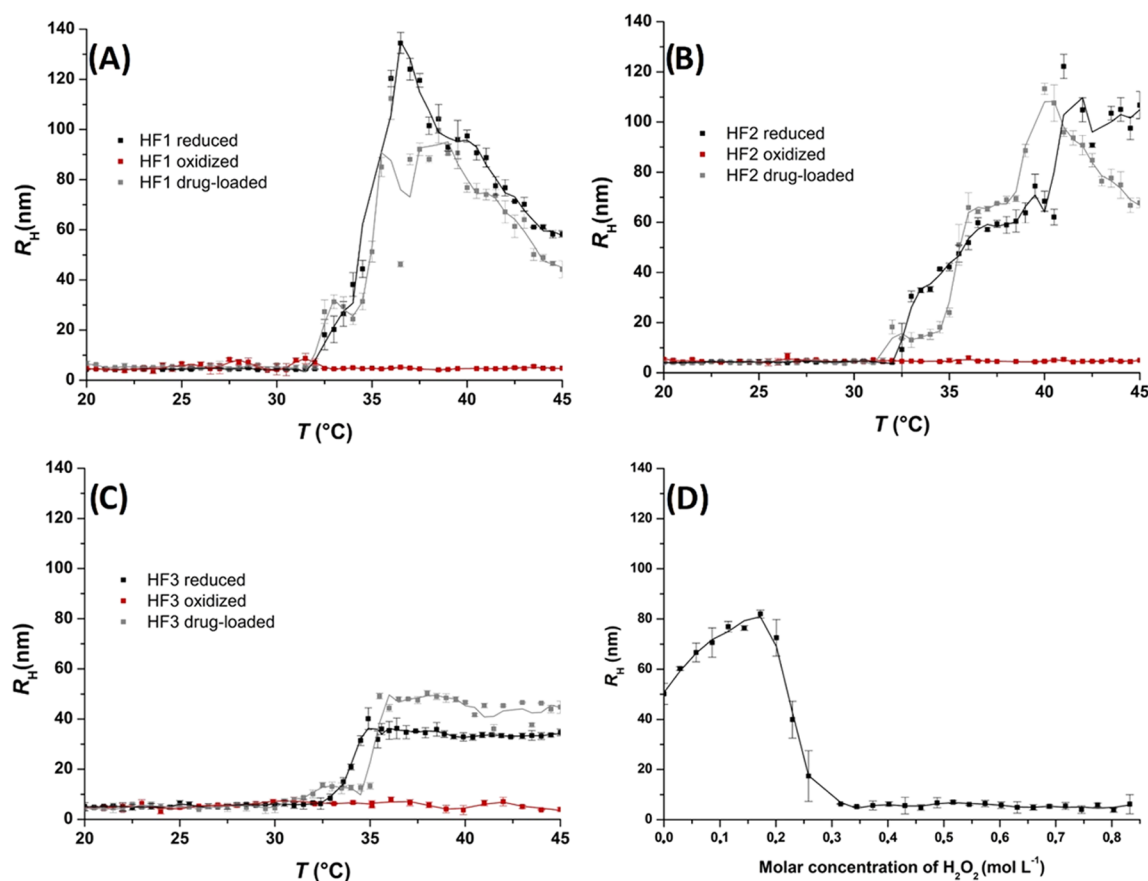 (A)
140
120
100
80
60
40
20
0
R_H(nm)
HF1 reduced
HF1 oxidized
HF1 drug-loaded
20 25 30 35 40 45
T (°C)
(B)
140
120
100
80
60
40
20
0
R_H(nm)
HF2 reduced
HF2 oxidized
HF2 drug-loaded
20 25 30 35 40 45
T (°C)
(C)
140
120
100
80
60
40
20
0
R_H(nm)
HF3 reduced
HF3 oxidized
HF3 drug-loaded
20 25 30 35 40 45
T (°C)
(D)
140
120
100
80
60
40
20
0
R_H (nm)
0,0 0,1 0,2 0,3 0,4 0,5 0,6 0,7 0,8
Molar concentration of H₂O₂ (mol L⁻¹)